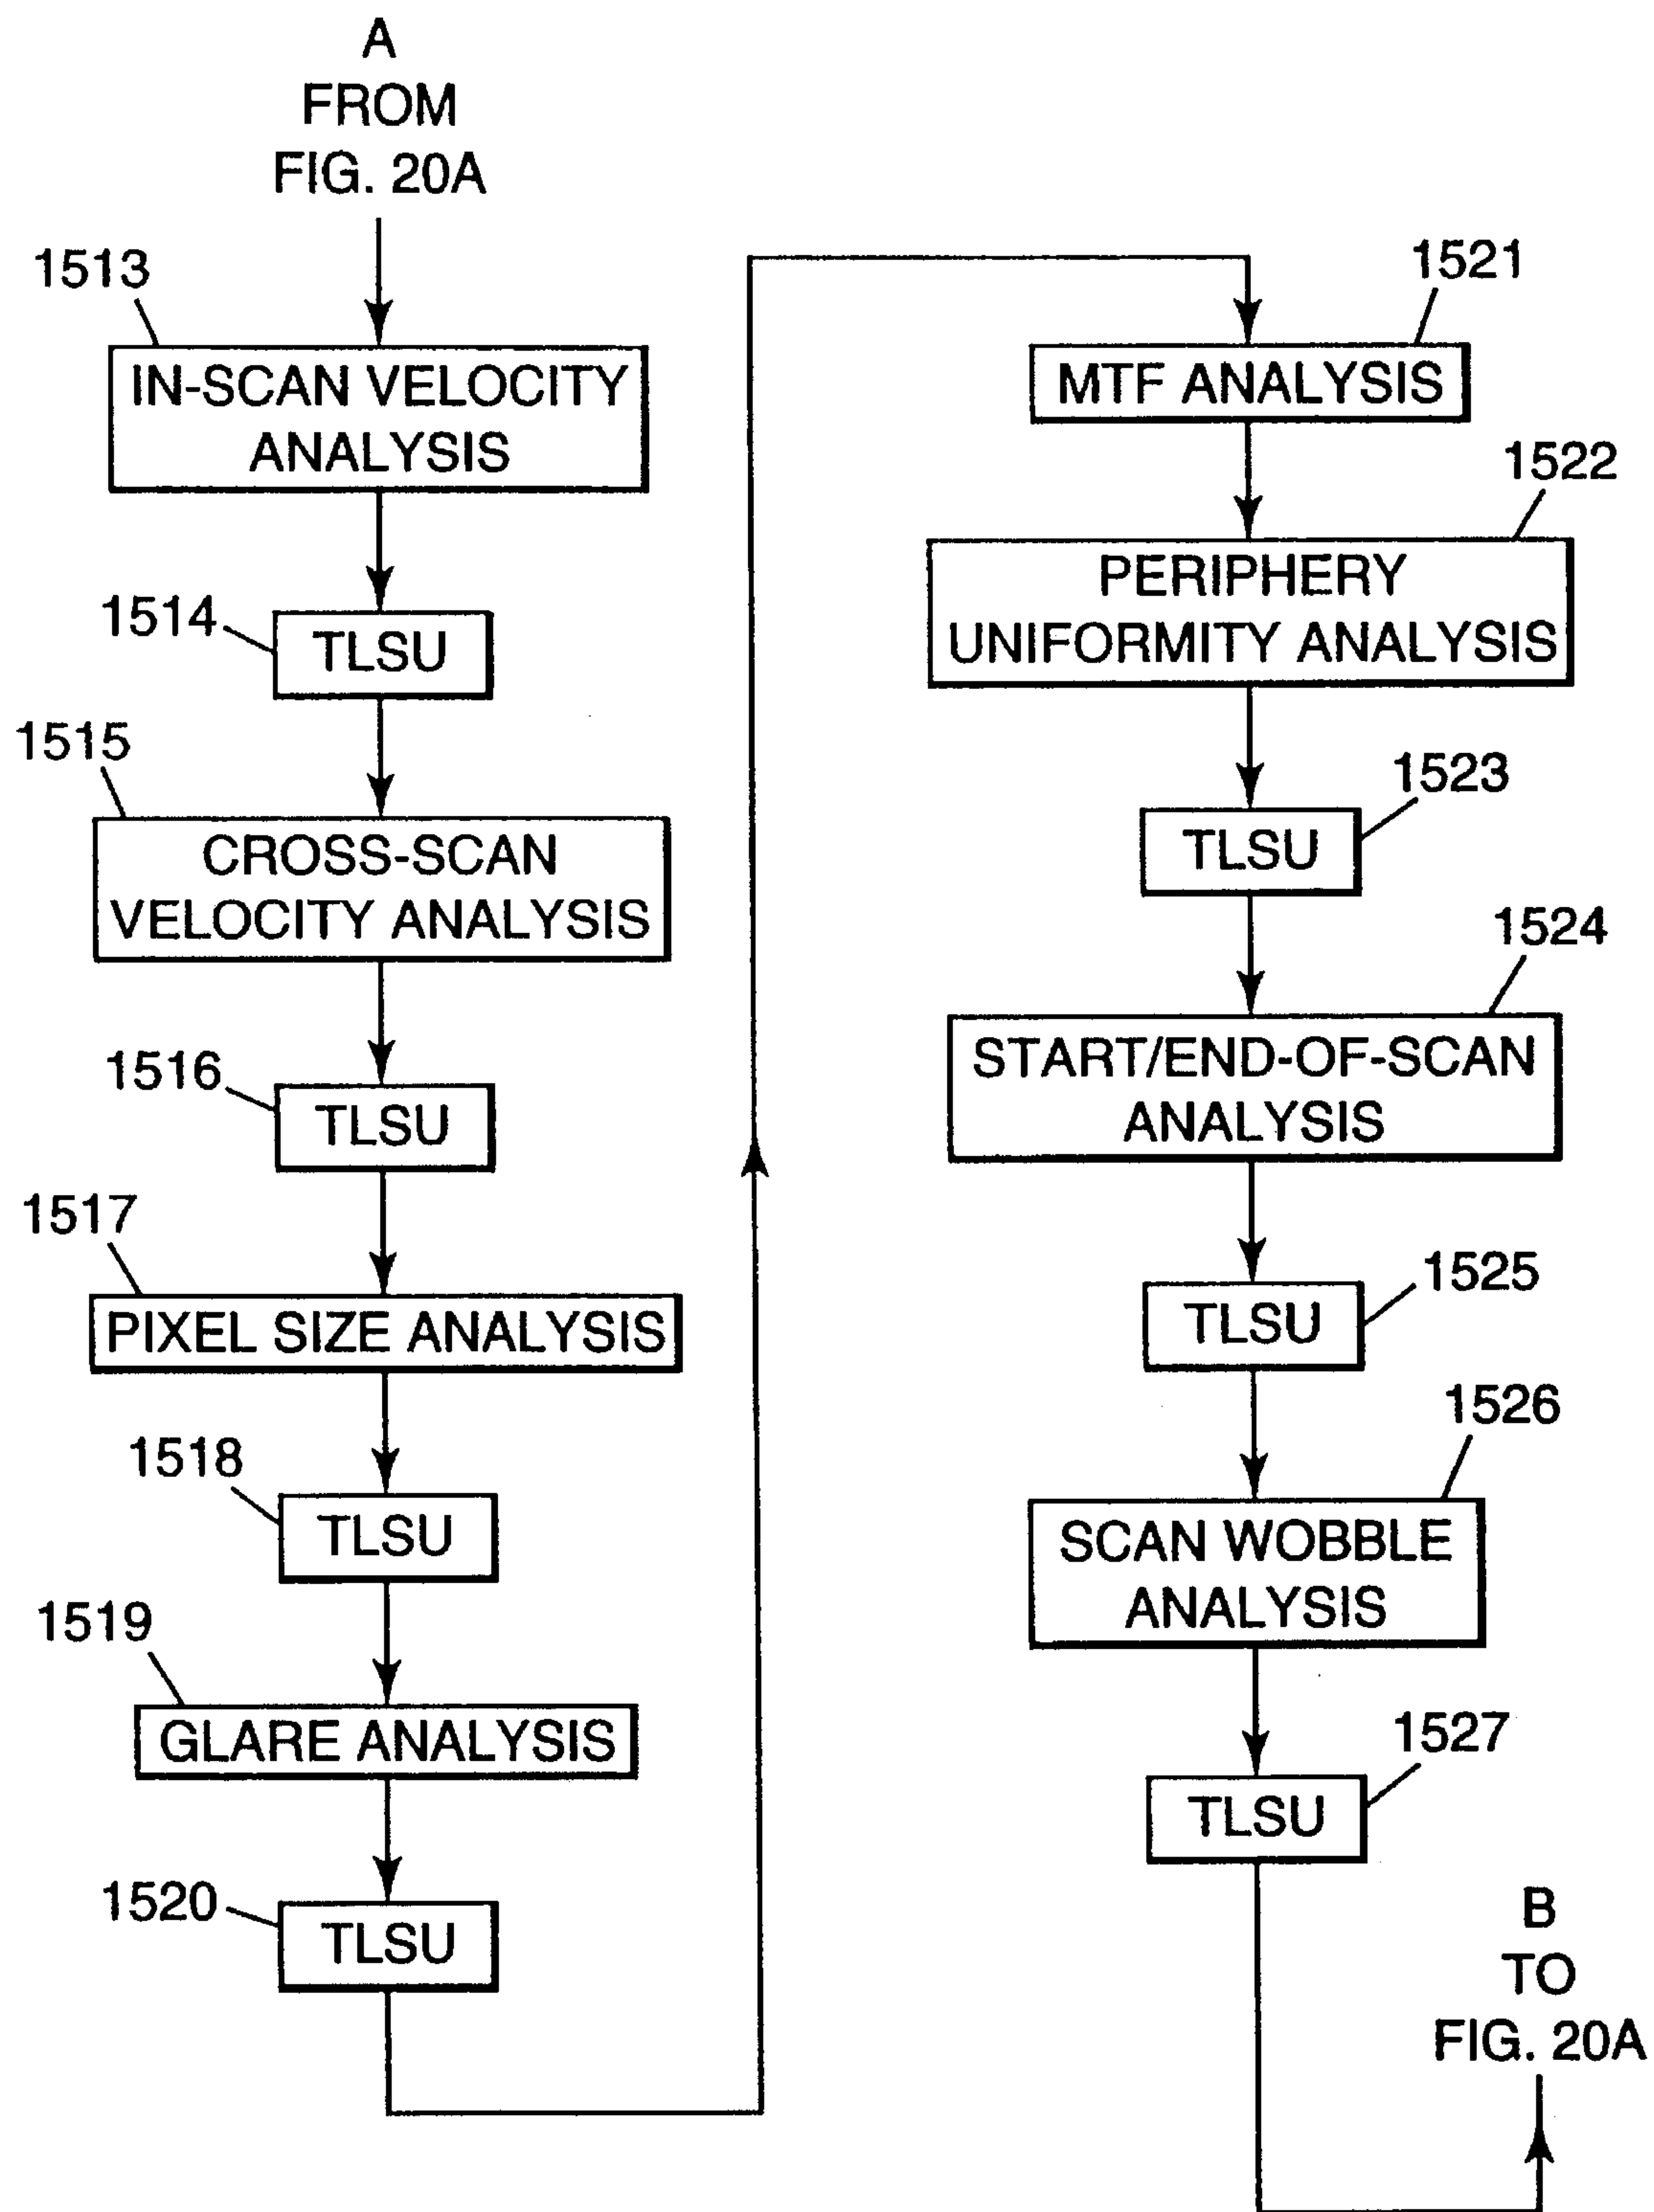 A
FROM
FIG. 20A
1513
IN-SCAN VELOCITY
ANALYSIS
1514
TLSU
1515
CROSS-SCAN
VELOCITY ANALYSIS
1516
TLSU
1517
PIXEL SIZE ANALYSIS
1518
TLSU
1519
GLARE ANALYSIS
1520
TLSU
1521
MTF ANALYSIS
1522
PERIPHERY
UNIFORMITY ANALYSIS
1523
TLSU
1524
START/END-OF-SCAN
ANALYSIS
1525
TLSU
1526
SCAN WOBBLE
ANALYSIS
1527
TLSU
B
TO
FIG. 20A